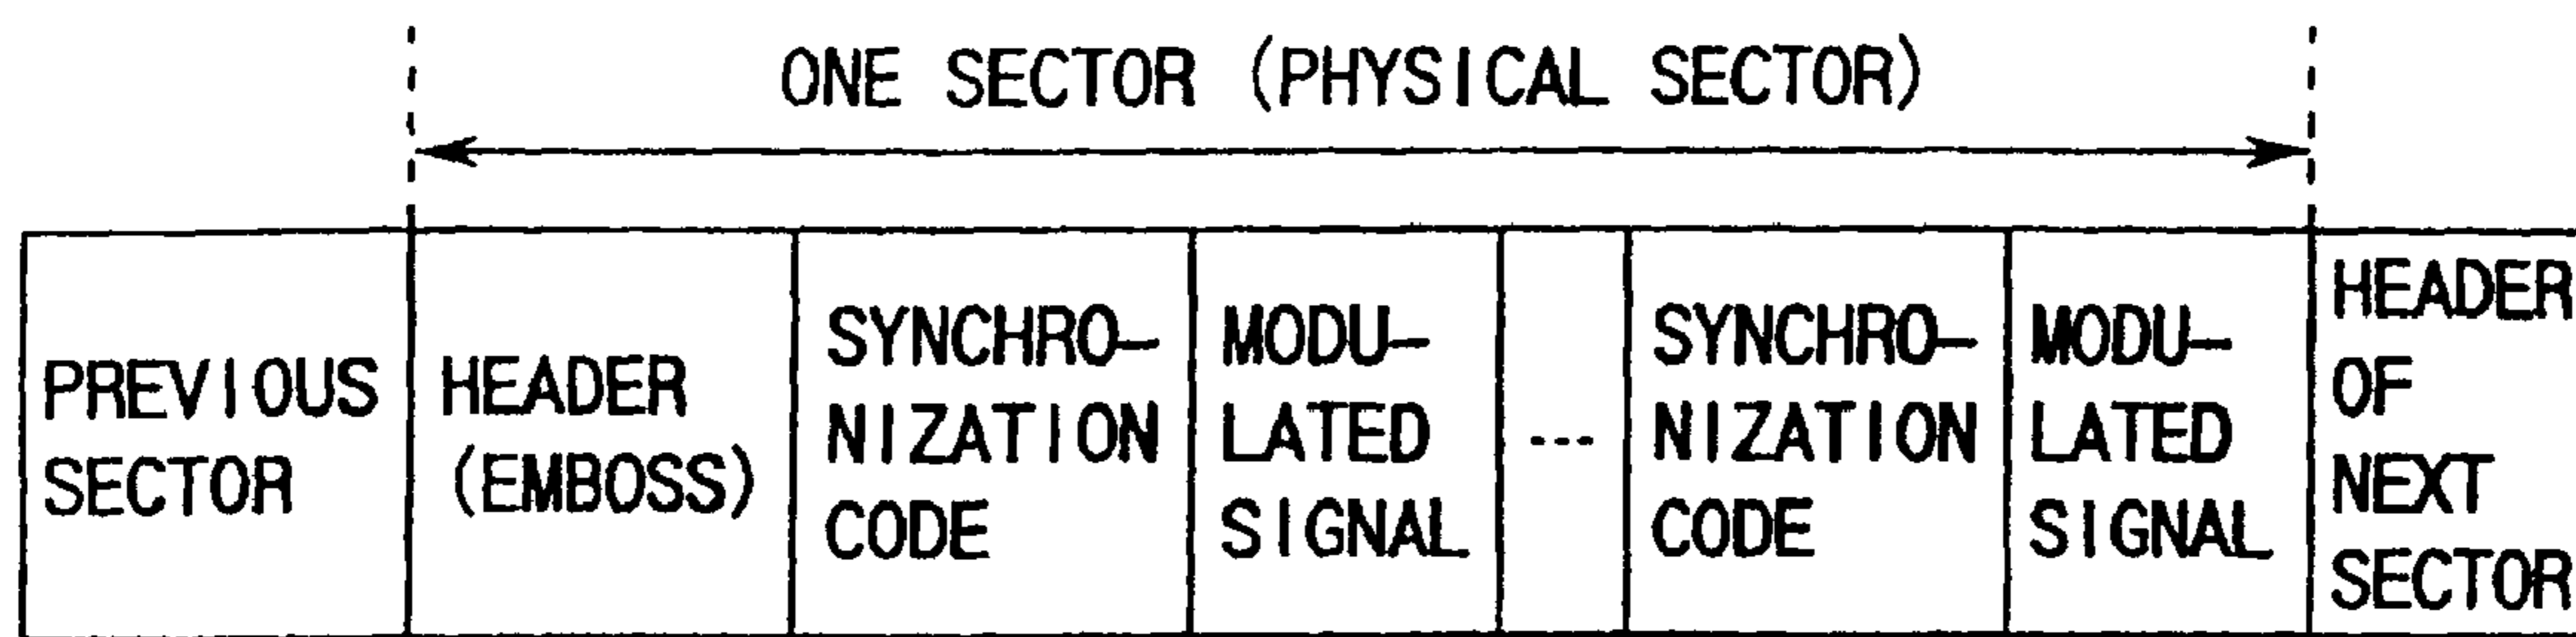 ONE SECTOR (PHYSICAL SECTOR)
PREVIOUS
SECTOR
HEADER
(EMBOSS)
SYNCHRO-
NIZATION
CODE
MODU-
LATED
SIGNAL
---
SYNCHRO-
NIZATION
CODE
MODU-
LATED
SIGNAL
HEADER
OF
NEXT
SECTOR